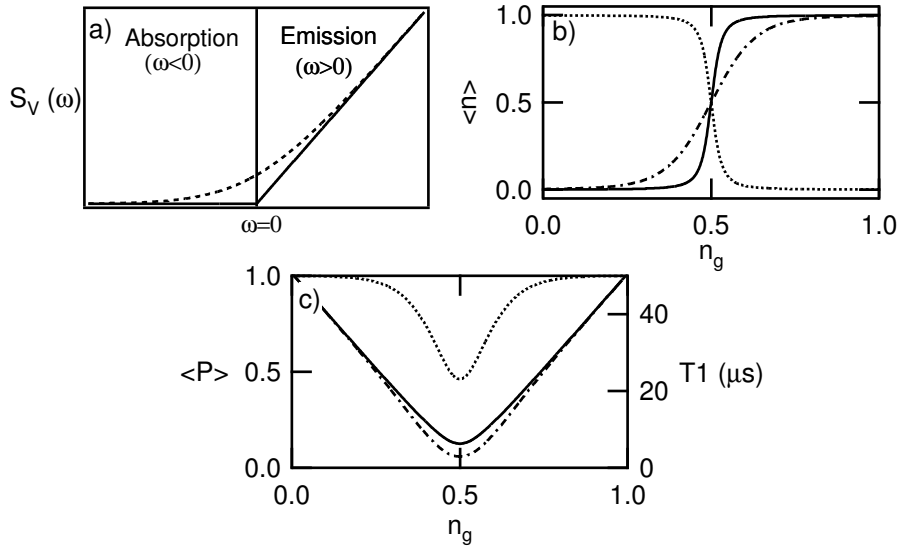 a)
Absorption
(ω<0)
Emission
(ω>0)
S_V (ω)
ω=0
b)
<n>
1.0
0.5
0.0
0.0
0.5
1.0
n_g
c)
<P>
1.0
0.5
0.0
0.0
0.5
1.0
n_g
40
20
0
T1 (μs)